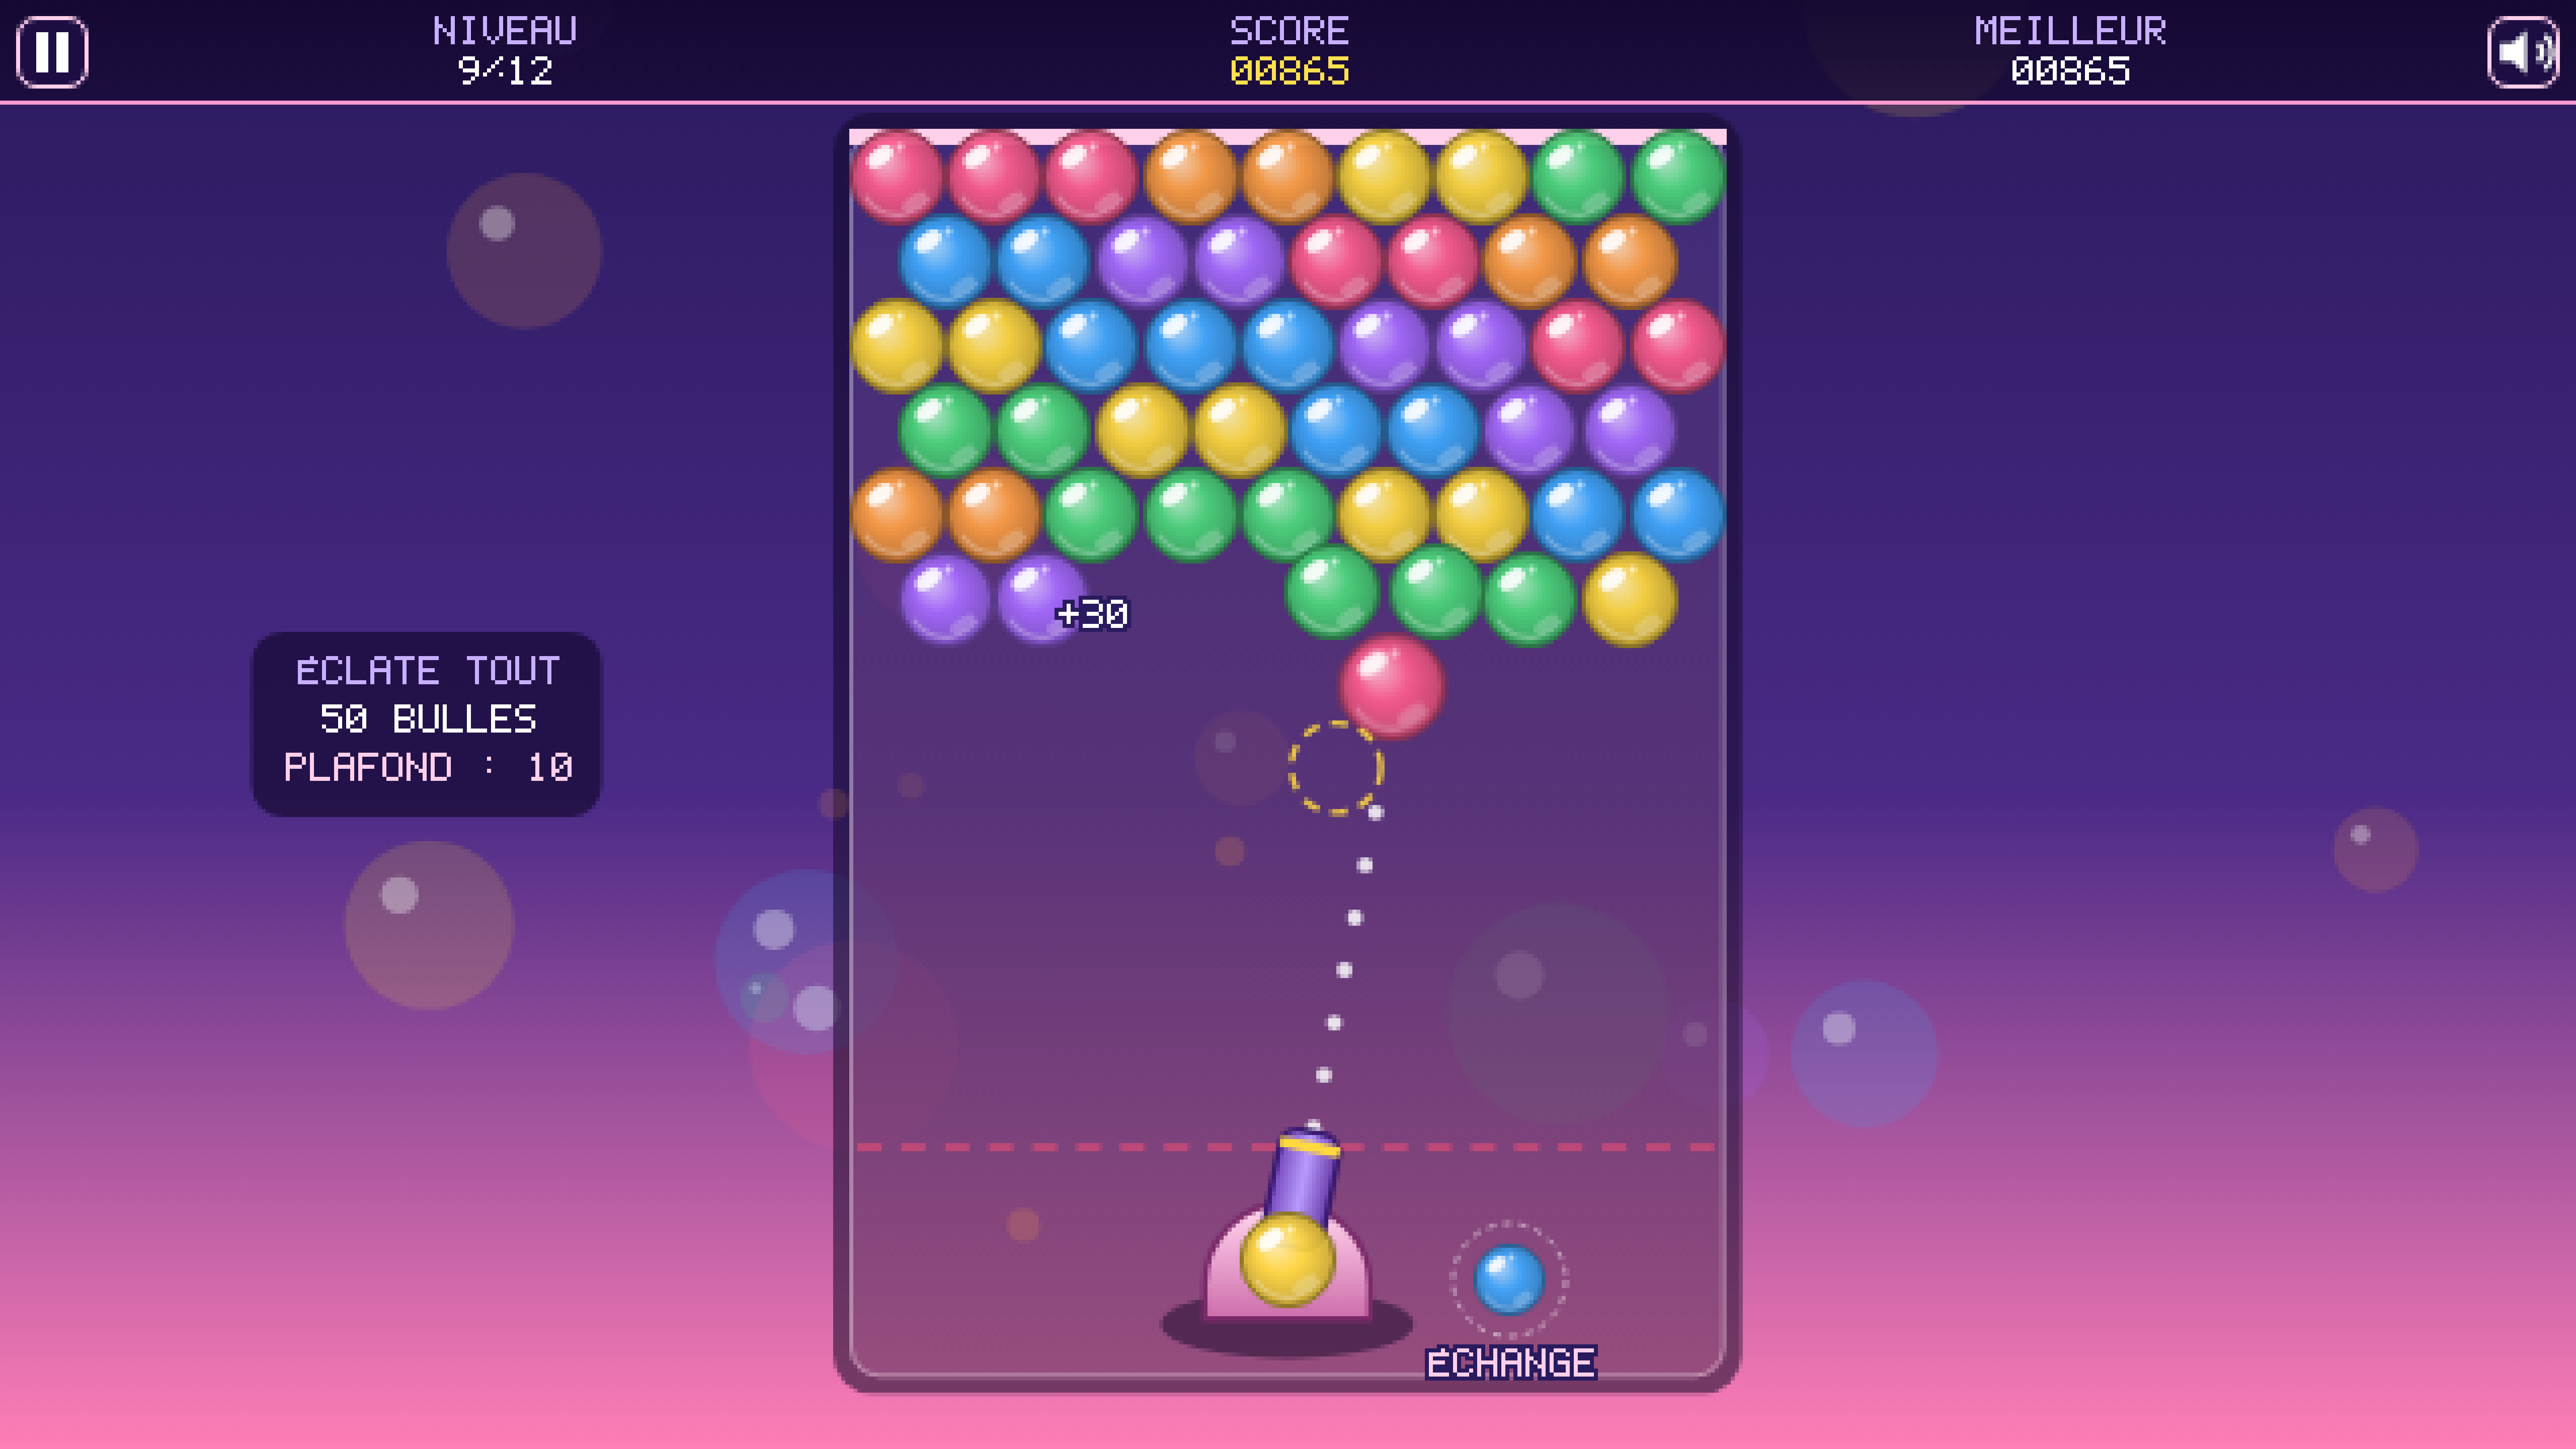 NIVEAU
9/12
SCORE
00865
MEILLEUR
00865
+30
ÉCLATE TOUT
50 BULLES
PLAFOND : 10
ÉCHANGE